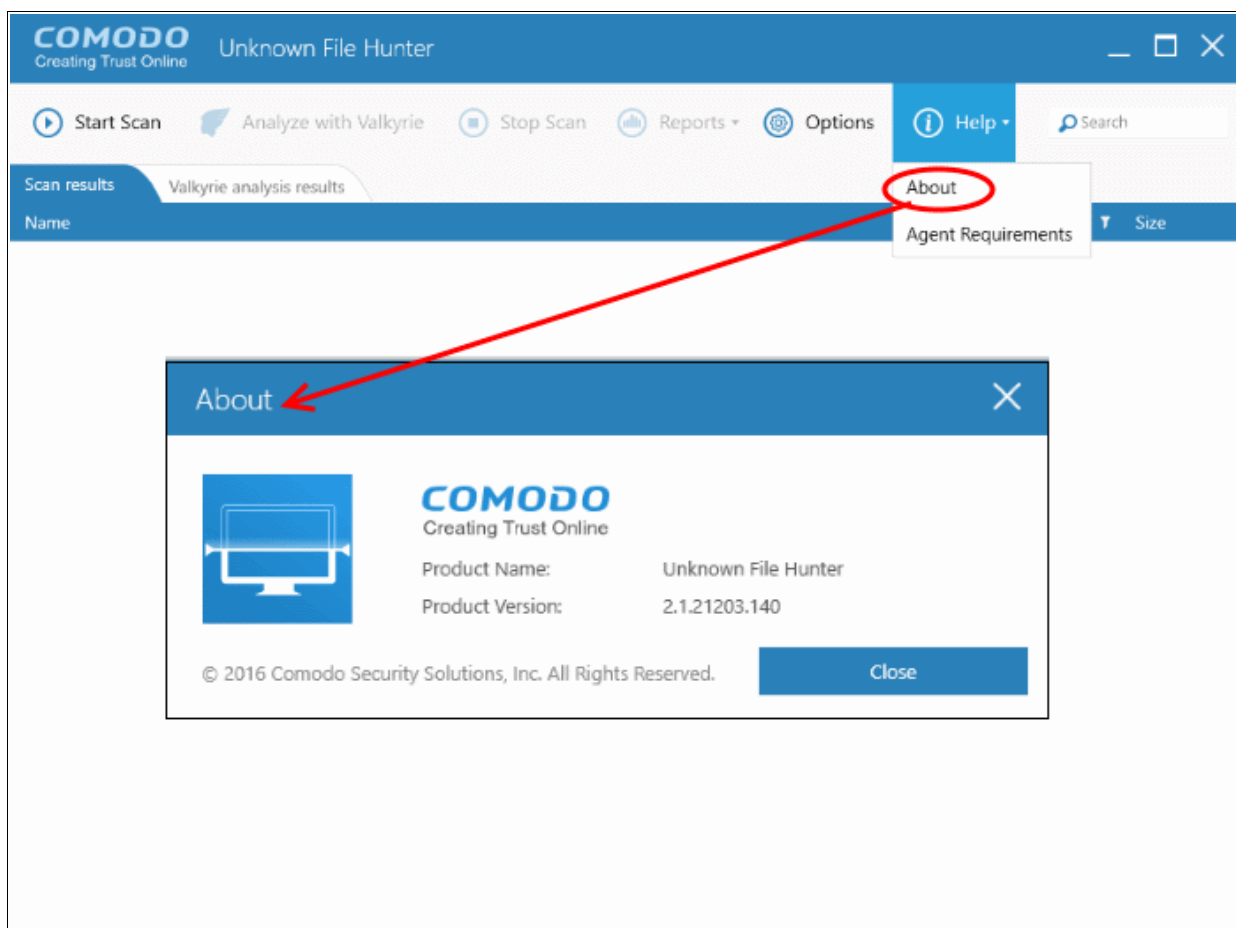 COMODO Unknown File Hunter
Creating Trust Online
Start Scan Analyze with Valkyrie Stop Scan Reports Options Help Search
Scan results Valkyrie analysis results
About
Name Size
Agent Requirements
About
COMODO
Creating Trust Online
Product Name: Unknown File Hunter
Product Version: 2.1.21203.140
© 2016 Comodo Security Solutions, Inc. All Rights Reserved. Close